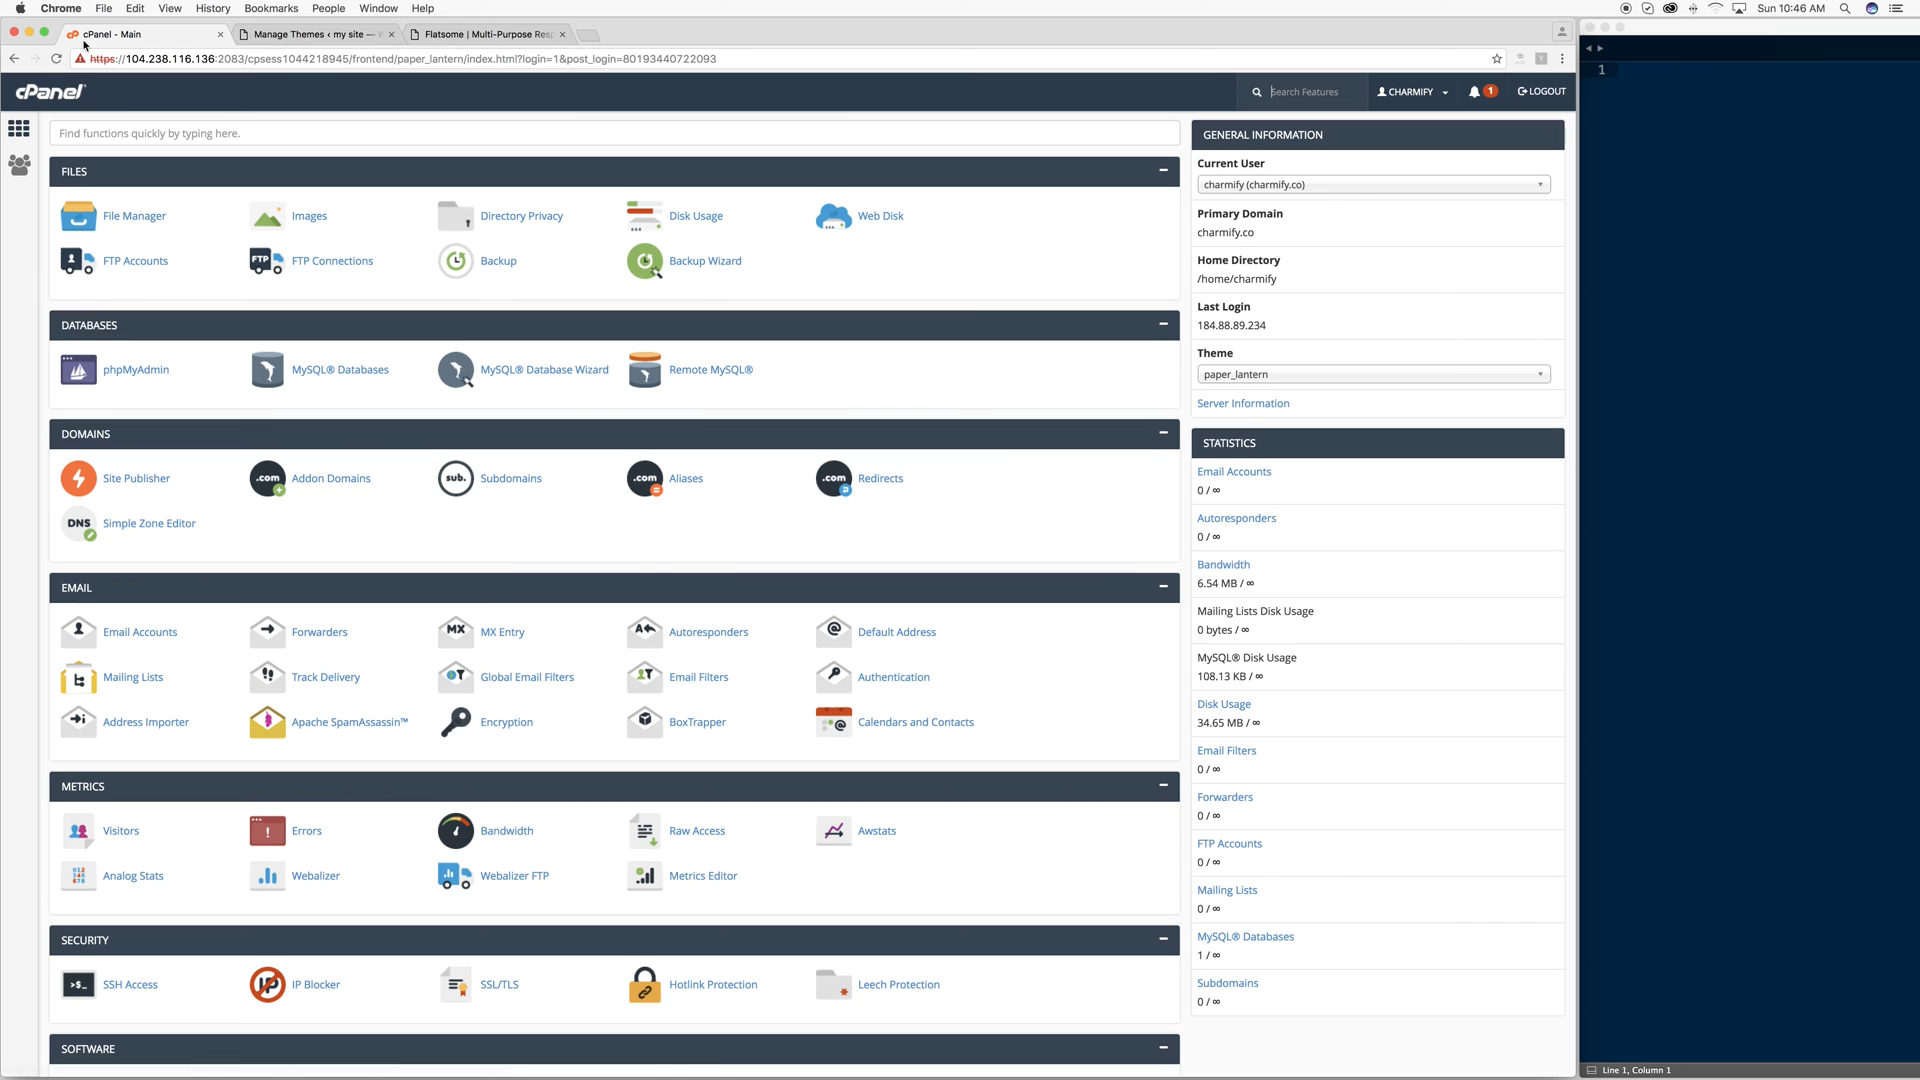 Chrome File Edit View History Bookmarks People Window Help Sun 10:46 AM
cPanel - Main Manage Themes ‹ my site — Flatsome | Multi-Purpose Resp
https://104.238.116.136:2083/cpsess1044218945/frontend/paper_lantern/index.html?login=1&post_login=80193440722093
cPanel Search Features CHARMIFY 1 LOGOUT
Find functions quickly by typing here.
FILES
File Manager Images Directory Privacy Disk Usage Web Disk
FTP Accounts FTP FTP Connections Backup Backup Wizard
DATABASES
phpMyAdmin MySQL® Databases MySQL® Database Wizard Remote MySQL®
DOMAINS
Site Publisher .com Addon Domains sub. Subdomains .com Aliases .com Redirects
DNS Simple Zone Editor
EMAIL
Email Accounts Forwarders MX MX Entry A Autoresponders @ Default Address
Mailing Lists Track Delivery Global Email Filters Email Filters Authentication
Address Importer Apache SpamAssassin™ Encryption BoxTrapper @ Calendars and Contacts
METRICS
Visitors Errors Bandwidth Raw Access Awstats
Analog Stats Webalizer Webalizer FTP Metrics Editor
SECURITY
>$_ SSH Access IP IP Blocker SSL/TLS Hotlink Protection Leech Protection
SOFTWARE
GENERAL INFORMATION
Current User
charmify (charmify.co)
Primary Domain
charmify.co
Home Directory
/home/charmify
Last Login
184.88.89.234
Theme
paper_lantern
Server Information
STATISTICS
Email Accounts
0 / ∞
Autoresponders
0 / ∞
Bandwidth
6.54 MB / ∞
Mailing Lists Disk Usage
0 bytes / ∞
MySQL® Disk Usage
108.13 KB / ∞
Disk Usage
34.65 MB / ∞
Email Filters
0 / ∞
Forwarders
0 / ∞
FTP Accounts
0 / ∞
Mailing Lists
0 / ∞
MySQL® Databases
1 / ∞
Subdomains
0 / ∞
1
Line 1, Column 1